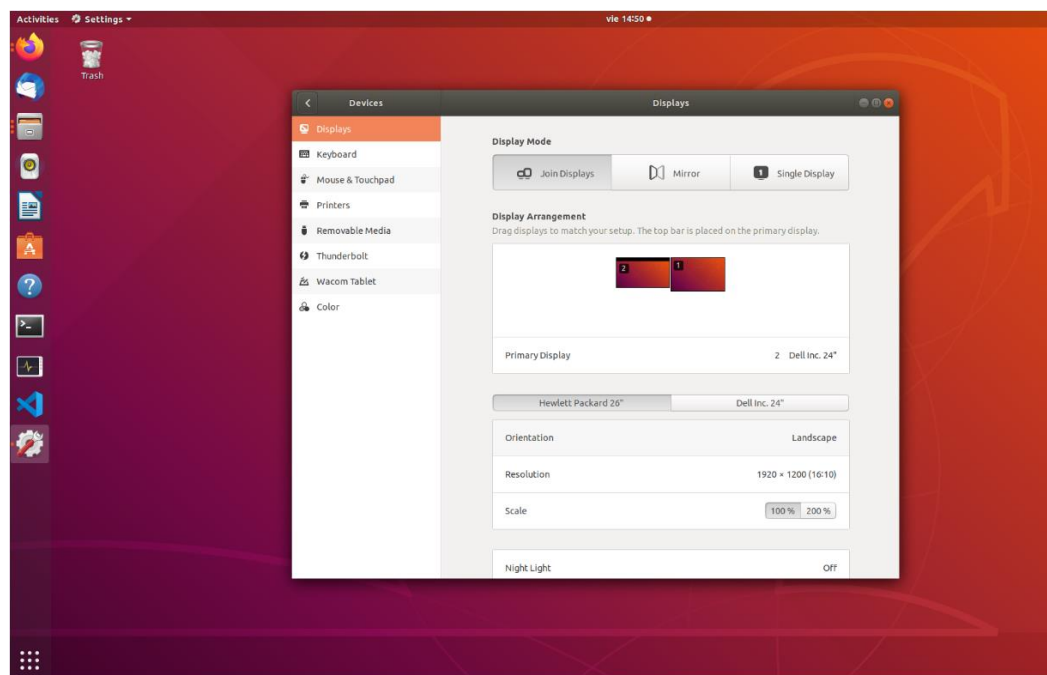 Activities Settings vie 14:50
Trash
Devices Displays
Displays
Keyboard
Mouse & Touchpad
Printers
Removable Media
Thunderbolt
Wacom Tablet
Color
Display Mode
Join Displays Mirror 1 Single Display
Display Arrangement
Drag displays to match your setup. The top bar is placed on the primary display.
2 1
Primary Display 2 Dell Inc. 24"
Hewlett Packard 26" Dell Inc. 24"
Orientation Landscape
Resolution 1920 × 1200 (16:10)
Scale 100 % 200 %
Night Light Off